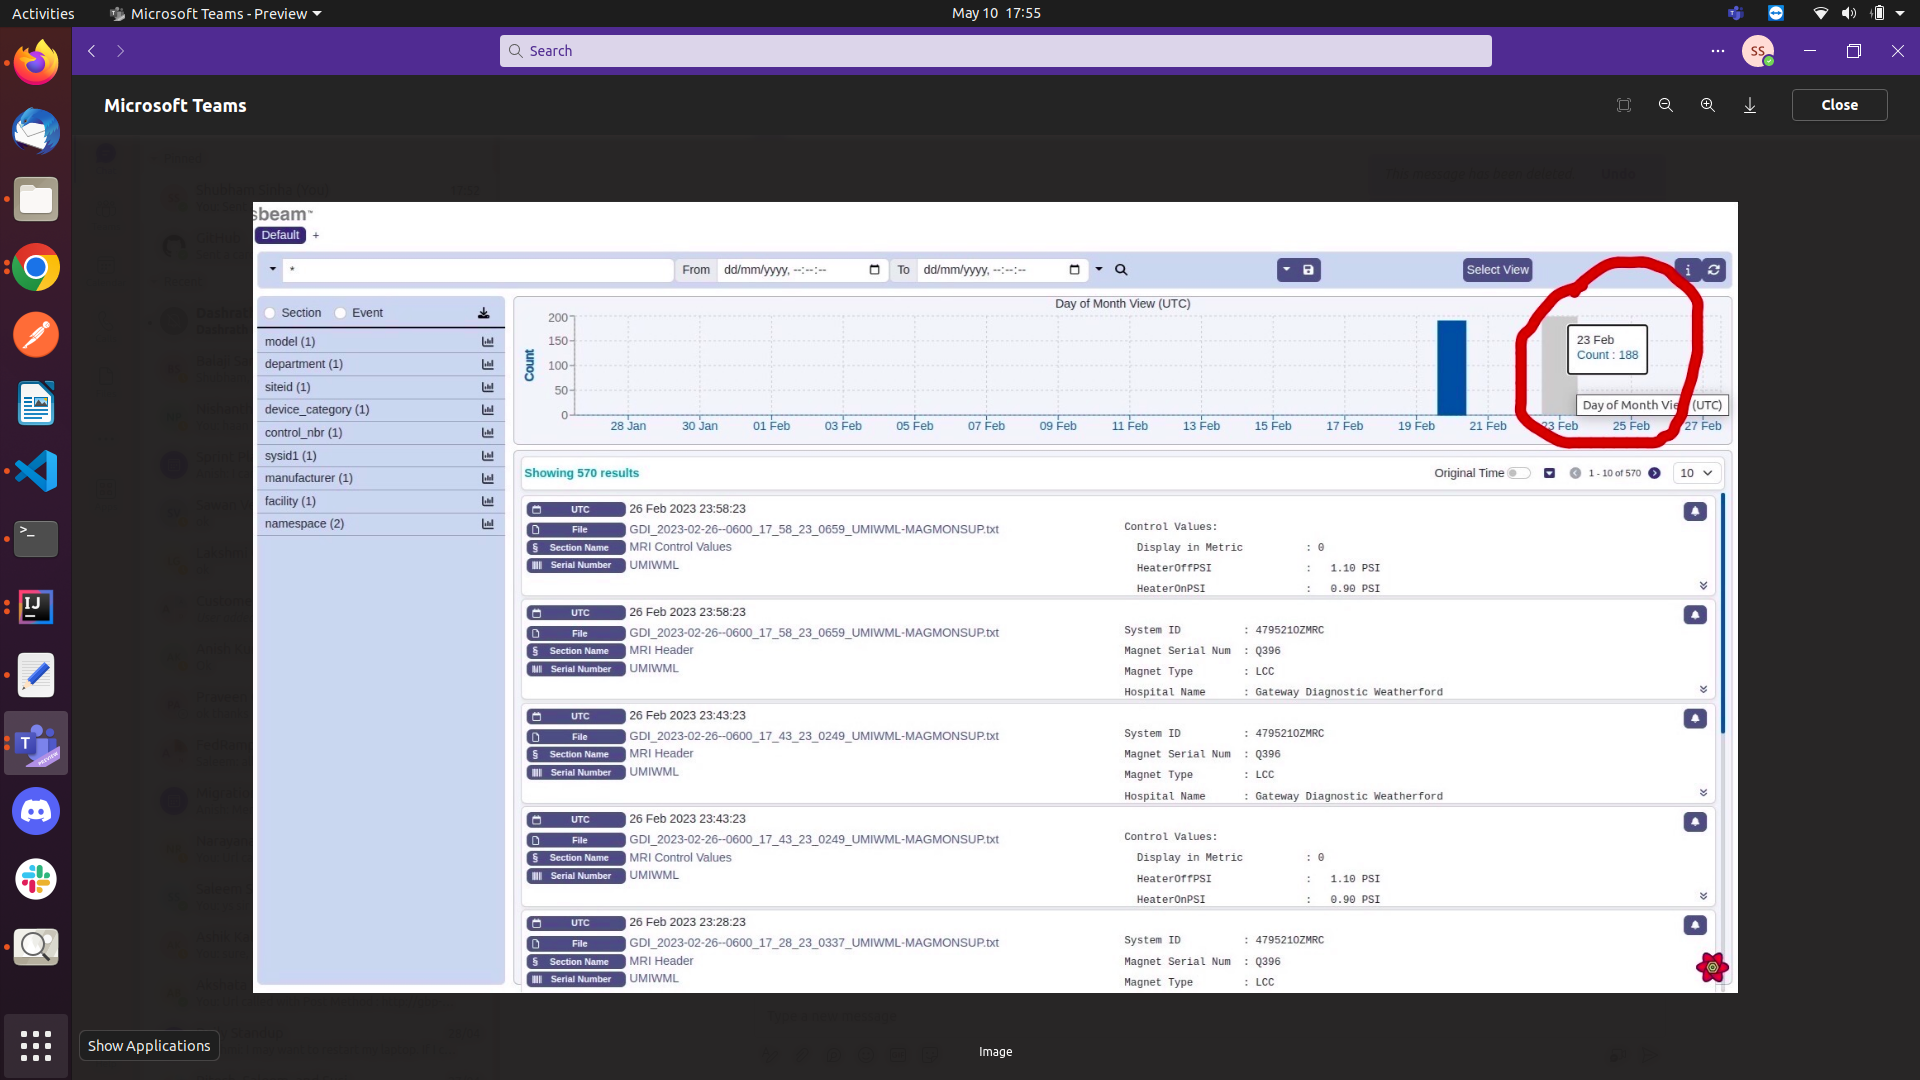 Activities
Microsoft Teams - Preview
May 10 17:55
Search
SS
Microsoft Teams
Close
sbeam™
Default +
*
From dd/mm/yyyy, --:--:--
To dd/mm/yyyy, --:--:--
Select View
Section Event
model (1)
department (1)
siteid (1)
device_category (1)
control_nbr (1)
sysid1 (1)
manufacturer (1)
facility (1)
namespace (2)
Day of Month View (UTC)
Count
200
150
100
50
0
28 Jan 30 Jan 01 Feb 03 Feb 05 Feb 07 Feb 09 Feb 11 Feb 13 Feb 15 Feb 17 Feb 19 Feb 21 Feb 23 Feb 25 Feb 27 Feb
23 Feb
Count : 188
Day of Month View (UTC)
Showing 570 results
Original Time
1 - 10 of 570
10
UTC 26 Feb 2023 23:58:23
File GDI_2023-02-26--0600_17_58_23_0659_UMIWML-MAGMONSUP.txt
Section Name MRI Control Values
Serial Number UMIWML
Control Values:
Display in Metric : 0
HeaterOffPSI : 1.10 PSI
HeaterOnPSI : 0.90 PSI
UTC 26 Feb 2023 23:58:23
File GDI_2023-02-26--0600_17_58_23_0659_UMIWML-MAGMONSUP.txt
Section Name MRI Header
Serial Number UMIWML
System ID : 479521OZMRC
Magnet Serial Num : Q396
Magnet Type : LCC
Hospital Name : Gateway Diagnostic Weatherford
UTC 26 Feb 2023 23:43:23
File GDI_2023-02-26--0600_17_43_23_0249_UMIWML-MAGMONSUP.txt
Section Name MRI Header
Serial Number UMIWML
System ID : 479521OZMRC
Magnet Serial Num : Q396
Magnet Type : LCC
Hospital Name : Gateway Diagnostic Weatherford
UTC 26 Feb 2023 23:43:23
File GDI_2023-02-26--0600_17_43_23_0249_UMIWML-MAGMONSUP.txt
Section Name MRI Control Values
Serial Number UMIWML
Control Values:
Display in Metric : 0
HeaterOffPSI : 1.10 PSI
HeaterOnPSI : 0.90 PSI
UTC 26 Feb 2023 23:28:23
File GDI_2023-02-26--0600_17_28_23_0337_UMIWML-MAGMONSUP.txt
Section Name MRI Header
Serial Number UMIWML
System ID : 479521OZMRC
Magnet Serial Num : Q396
Magnet Type : LCC
Show Applications
Image